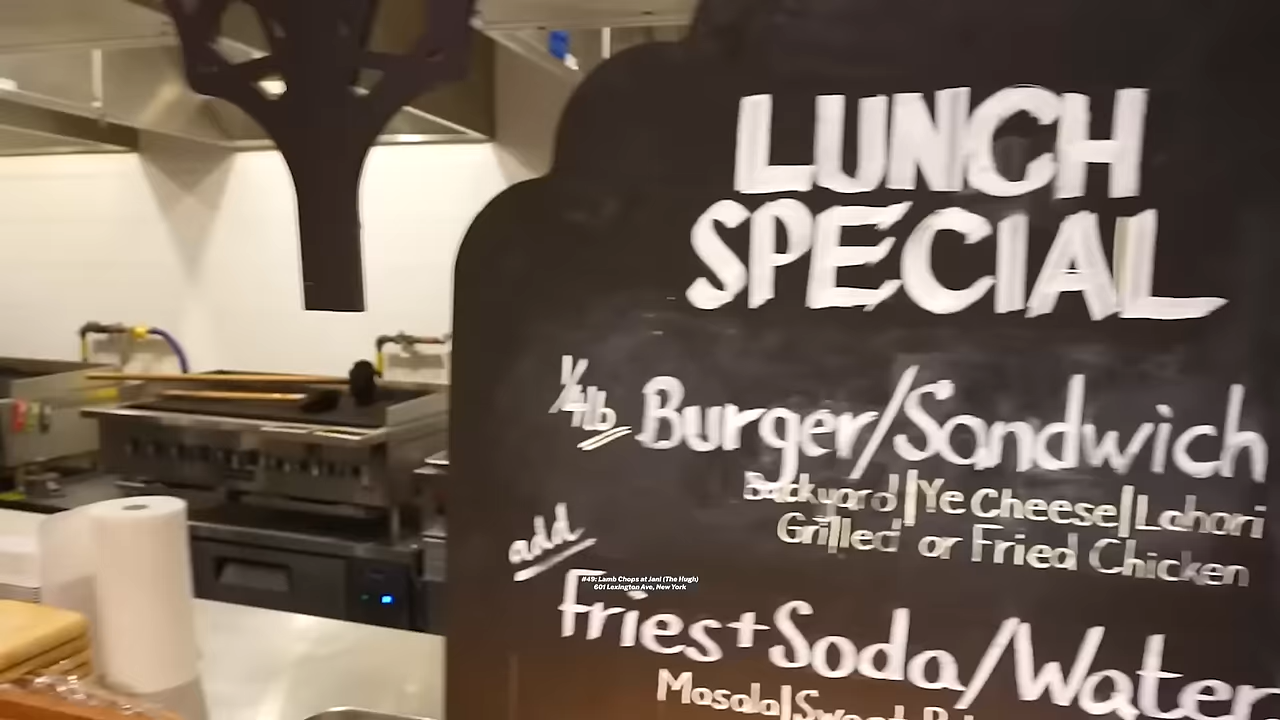 LUNCH
SPECIAL
1/4lb Burger/Sandwich
Backyard|Ye Cheese|Lahori
Grilled or Fried Chicken
add
#49: Lamb Chops at Jani (The Hugh)
601 Lexington Ave, New York
Fries+Soda/Water
Masala|Sweet